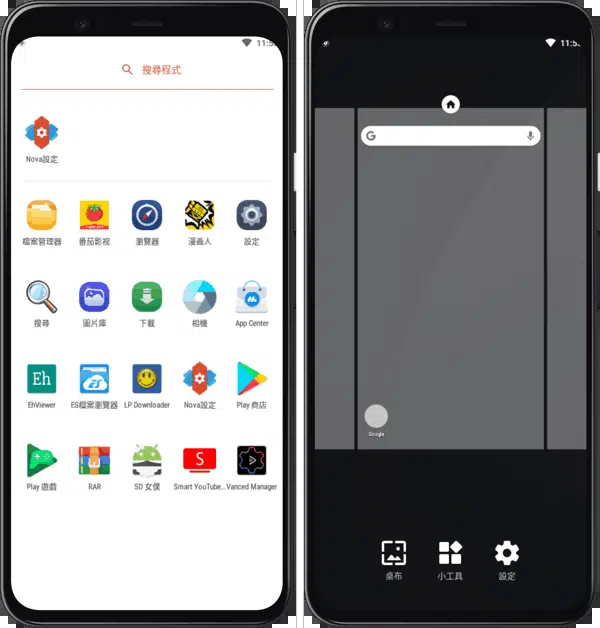 11:5
搜尋程式
Nova設定
檔案管理器
番茄影视
瀏覽器
漫画人
設定
搜尋
圖片庫
下載
相機
App Center
Eh
EhViewer
ES
ES檔案瀏覽器
LP Downloader
Nova設定
Play 商店
Play 遊戲
RAR
SD 女僕
S
Smart YouTube...
Vanced Manager
11:5
G
Google
桌布
小工具
設定